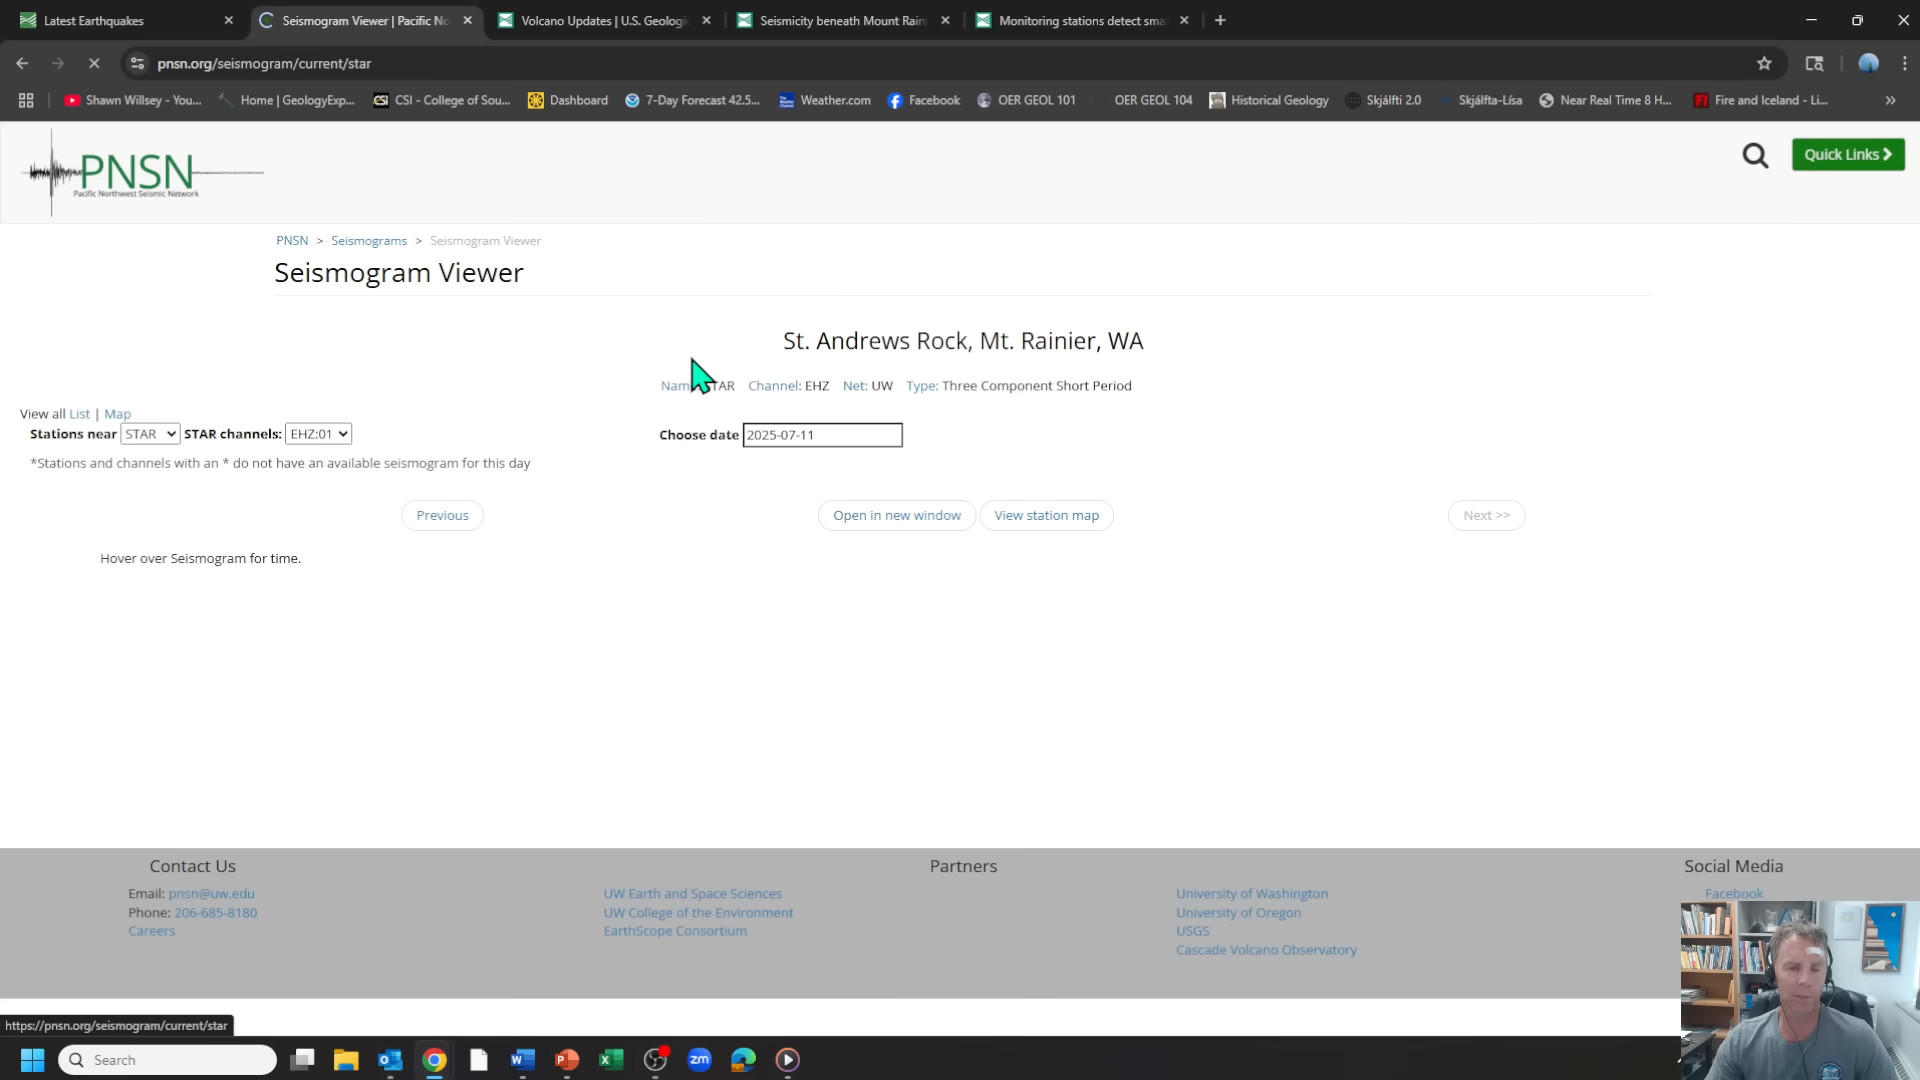 Latest Earthquakes
Seismogram Viewer | Pacific No
Volcano Updates | U.S. Geologi
Seismicity beneath Mount Raini
Monitoring stations detect sma
pnsn.org/seismogram/current/star
Shawn Willsey - You...
Home | GeologyExp...
CSI - College of Sou...
Dashboard
7-Day Forecast 42.5...
Weather.com
Facebook
OER GEOL 101
OER GEOL 104
Historical Geology
Skjálfti 2.0
Skjálfta-Lísa
Near Real Time 8 H...
Fire and Iceland - Li...
PNSN
Pacific Northwest Seismic Network
Quick Links
PNSN > Seismograms > Seismogram Viewer
Seismogram Viewer
St. Andrews Rock, Mt. Rainier, WA
Channel: EHZ Net: UW Type: Three Component Short Period
View all List | Map
Stations near STAR STAR channels: EHZ:01
Choose date 2025-07-11
*Stations and channels with an * do not have an available seismogram for this day
Previous
Open in new window
View station map
Next >>
Hover over Seismogram for time.
Contact Us
Email: pnsn@uw.edu
Phone: 206-685-8180
Careers
Partners
UW Earth and Space Sciences
UW College of the Environment
EarthScope Consortium
University of Washington
University of Oregon
USGS
Cascade Volcano Observatory
Social Media
Facebook
https://pnsn.org/seismogram/current/star
Search